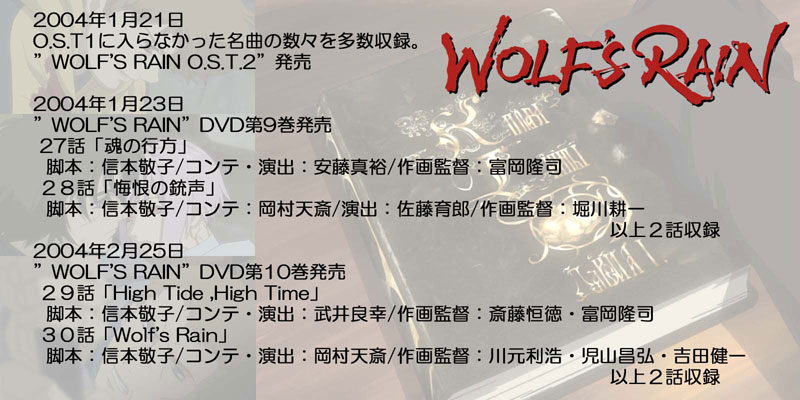 2004年1月21日
O.S.T1に入らなかった名曲の数々を多数収録。
”WOLF'S RAIN O.S.T.2”発売
WOLF'S RAIN
2004年1月23日
”WOLF'S RAIN”DVD第9巻発売
27話「魂の行方」
脚本：信本敬子/コンテ・演出：安藤真裕/作画監督：富岡隆司
２８話「悔恨の銃声」
脚本：信本敬子/コンテ：岡村天斎/演出：佐藤育郎/作画監督：堀川耕一
以上２話収録
2004年2月25日
”WOLF'S RAIN”DVD第10巻発売
２９話「High Tide ,High Time」
脚本：信本敬子/コンテ・演出：武井良幸/作画監督：斎藤恒徳・富岡隆司
３０話「Wolf's Rain」
脚本：信本敬子/コンテ・演出：岡村天斎/作画監督：川元利浩・児山昌弘・吉田健一
以上２話収録